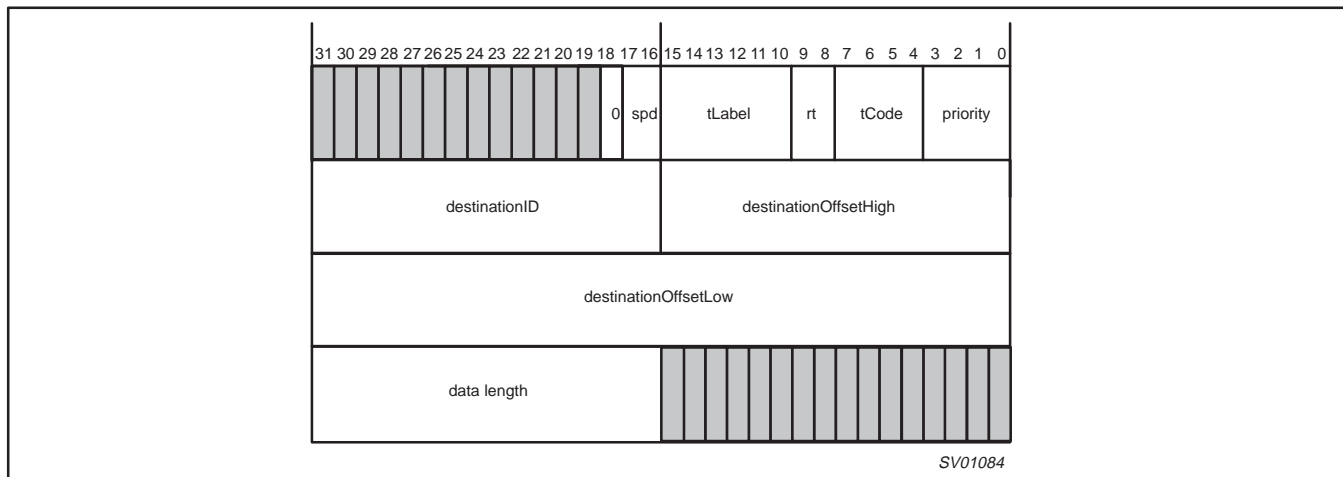 31 30 29 28 27 26 25 24 23 22 21 20 19 18 17 16 15 14 13 12 11 10 9 8 7 6 5 4 3 2 1 0
0 spd tLabel rt tCode priority
destinationID destinationOffsetHigh
destinationOffsetLow
data length
SV01084